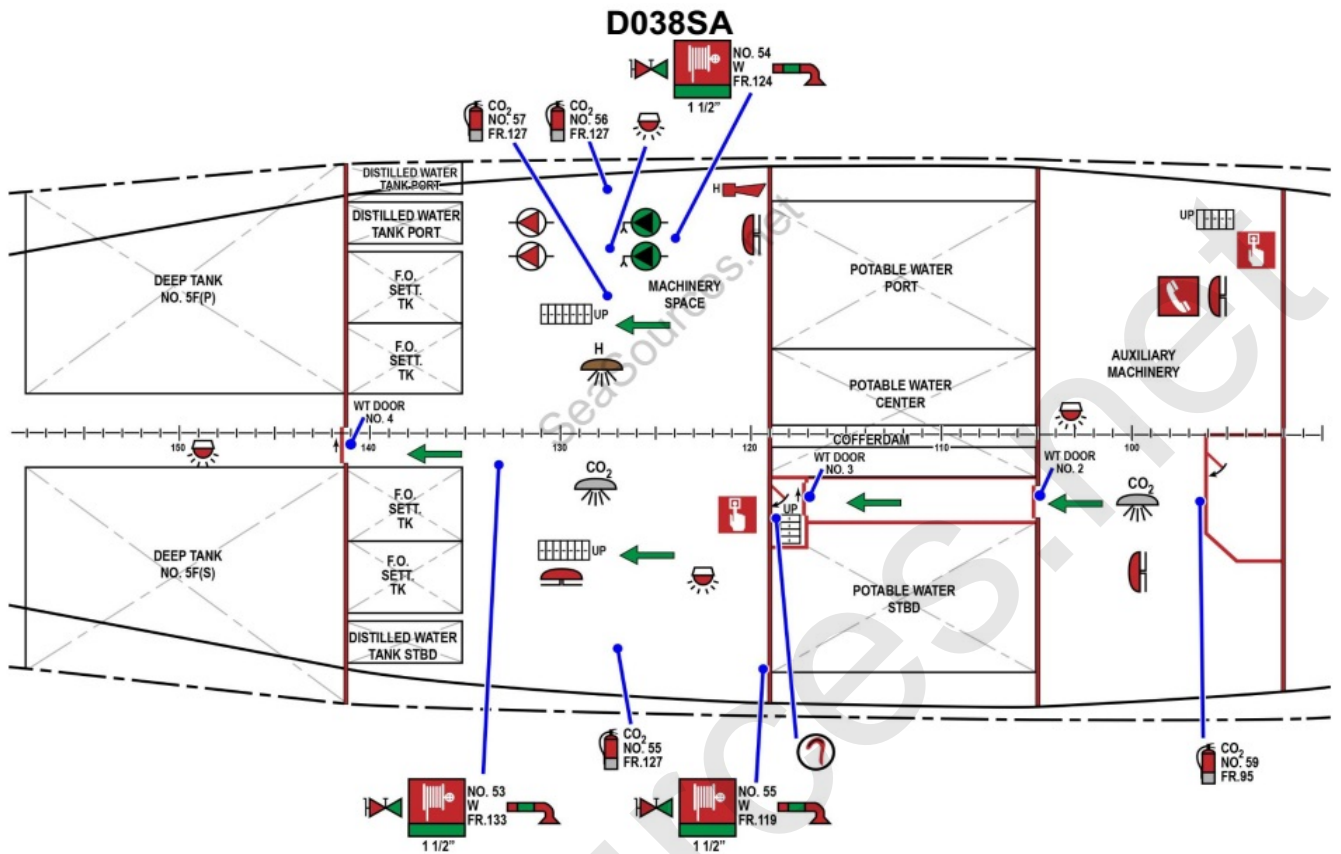 D038SA
NO. 54
W
FR.124
1 1/2"
CO2
NO. 57
FR.127
CO2
NO. 56
FR.127
DISTILLED WATER
TANK PORT
DISTILLED WATER
TANK PORT
H
UP
DEEP TANK
NO. 5F(P)
F.O.
SETT.
TK
MACHINERY
SPACE
POTABLE WATER
PORT
UP
H
F.O.
SETT.
TK
AUXILIARY
MACHINERY
POTABLE WATER
CENTER
WT DOOR
NO. 4
150
140
130
120
110
100
COFFERDAM
WT DOOR
NO. 3
WT DOOR
NO. 2
CO2
CO2
F.O.
SETT.
TK
UP
UP
DEEP TANK
NO. 5F(S)
F.O.
SETT.
TK
POTABLE WATER
STBD
DISTILLED WATER
TANK STBD
CO2
NO. 55
FR.127
CO2
NO. 59
FR.95
NO. 53
W
FR.133
1 1/2"
NO. 55
W
FR.119
1 1/2"
SeaSources.net
urces.net